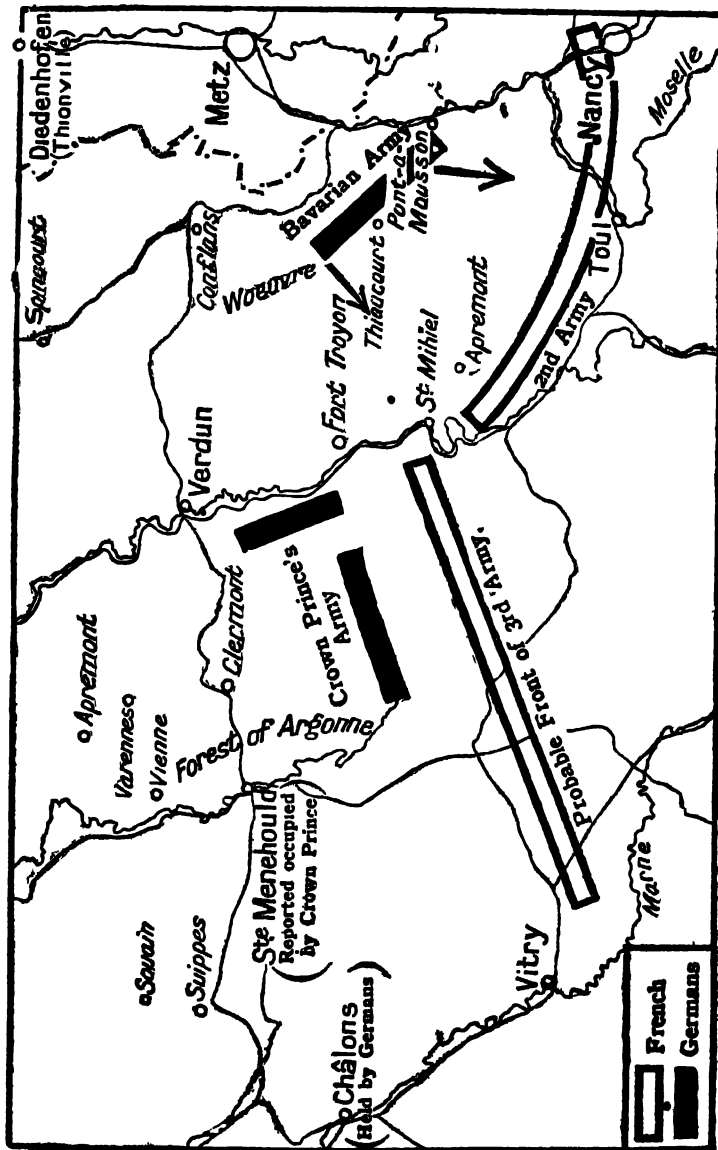 Diedenhofen
(Thionville)
Spincourt
Metz
Conflans
Verdun
Apremont
Varennes
Vienne
Clermont
Souain
Suippes
Forest of Argonne
Ste Menehould
(Reported occupied
by Crown Prince)
Châlons
(Held by Germans)
Woevre
Bavarian Army
Pont-à-
Mousson
Thiaucourt
Fort Troyon
St Mihiel
Apremont
Crown Prince's
Army
Nancy
Toul
Moselle
2nd Army
Probable Front of 3rd Army.
Vitry
Marne
French
Germans